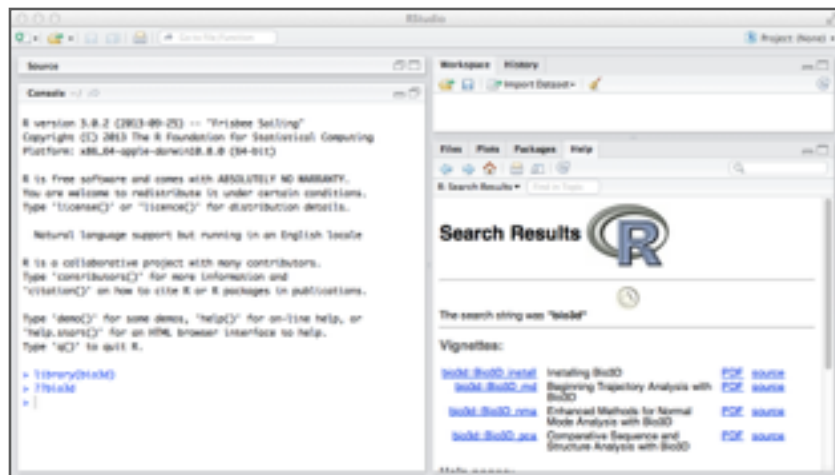 RStudio
Go to file/function
Project: (None)
Source
Console ~/
R version 3.0.2 (2013-09-25) -- "Frisbee Sailing"
Copyright (C) 2013 The R Foundation for Statistical Computing
Platform: x86_64-apple-darwin10.8.0 (64-bit)
R is free software and comes with ABSOLUTELY NO WARRANTY.
You are welcome to redistribute it under certain conditions.
Type 'license()' or 'licence()' for distribution details.
Natural language support but running in an English locale
R is a collaborative project with many contributors.
Type 'contributors()' for more information and
'citation()' on how to cite R or R packages in publications.
Type 'demo()' for some demos, 'help()' for on-line help, or
'help.start()' for an HTML browser interface to help.
Type 'q()' to quit R.
> library(bio3d)
> ??bio3d
>
Workspace History
Import Dataset
Files Plots Packages Help
R: Search Results Find in Topic
Search Results R
The search string was "bio3d"
Vignettes:
bio3d::Bio3D_install Installing Bio3D PDF source
bio3d::Bio3D_md Beginning Trajectory Analysis with Bio3D PDF source
bio3d::Bio3D_nma Enhanced Methods for Normal Mode Analysis with Bio3D PDF source
bio3d::Bio3D_pca Comparative Sequence and Structure Analysis with Bio3D PDF source
Help pages: